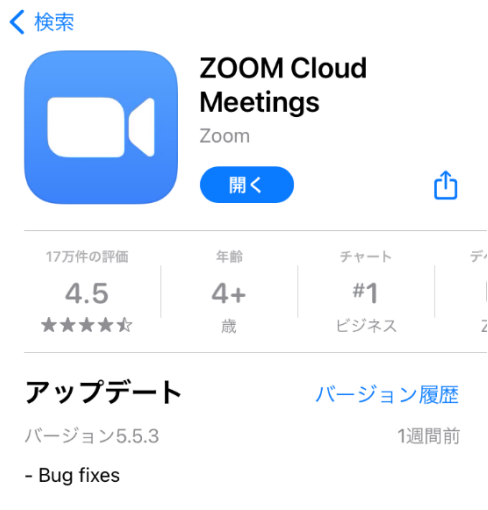 検索
ZOOM Cloud
Meetings
Zoom
開く
17万件の評価 年齢 チャート
4.5 4+ #1
歳 ビジネス
アップデート バージョン履歴
バージョン5.5.3 1週間前
- Bug fixes